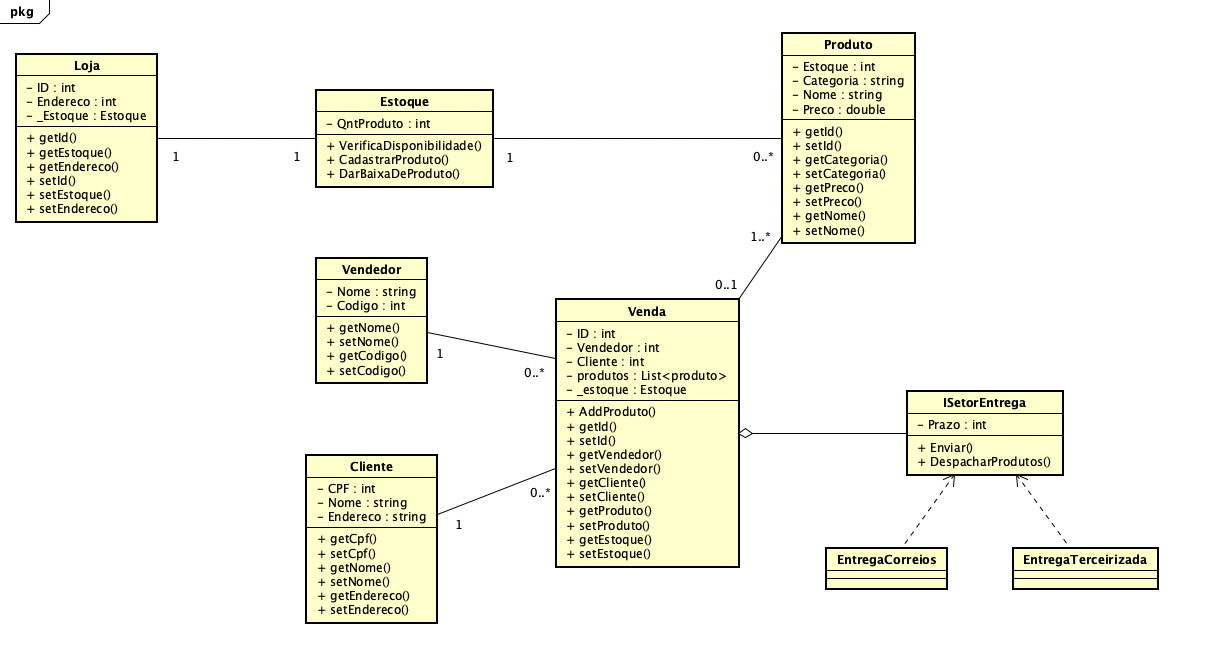 pkg
Loja
- ID : int
- Endereco : int
- _Estoque : Estoque
+ getId()
+ getEstoque()
+ getEndereco()
+ setId()
+ setEstoque()
+ setEndereco()
1
1
Estoque
- QntProduto : int
+ VerificaDisponibilidade()
+ CadastrarProduto()
+ DarBaixaDeProduto()
1
0..*
Produto
- Estoque : int
- Categoria : string
- Nome : string
- Preco : double
+ getId()
+ setId()
+ getCategoria()
+ setCategoria()
+ getPreco()
+ setPreco()
+ getNome()
+ setNome()
1..*
0..1
Vendedor
- Nome : string
- Codigo : int
+ getNome()
+ setNome()
+ getCodigo()
+ setCodigo()
1
0..*
Venda
- ID : int
- Vendedor : int
- Cliente : int
- produtos : List<produto>
- _estoque : Estoque
+ AddProduto()
+ getId()
+ setId()
+ getVendedor()
+ setVendedor()
+ getCliente()
+ setCliente()
+ getProduto()
+ setProduto()
+ getEstoque()
+ setEstoque()
Cliente
- CPF : int
- Nome : string
- Endereco : string
+ getCpf()
+ setCpf()
+ getNome()
+ setNome()
+ getEndereco()
+ setEndereco()
1
0..*
ISetorEntrega
- Prazo : int
+ Enviar()
+ DespacharProdutos()
EntregaCorreios
EntregaTerceirizada